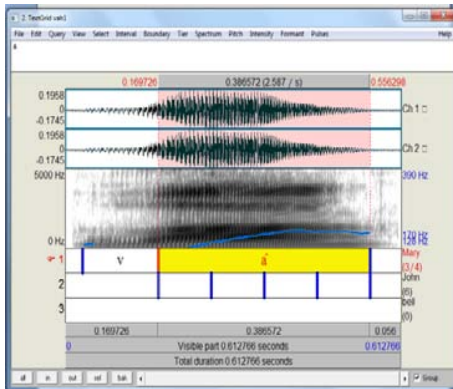 2. TextGrid vah1
File Edit Query View Select Interval Boundary Tier Spectrum Pitch Intensity Formant Pulses Help
0.169726 0.386572 (2.587 / s) 0.556298
0.1958
0
-0.1745
Ch 1
0.1958
0
-0.1745
Ch 2
5000 Hz 390 Hz
0 Hz 170 Hz
1 v Mary
(3/4)
2 John
(6)
3 bell
(0)
0.169726 0.386572 0.056
0 Visible part 0.612766 seconds 0.612766
Total duration 0.612766 seconds
all in out sel bak Group